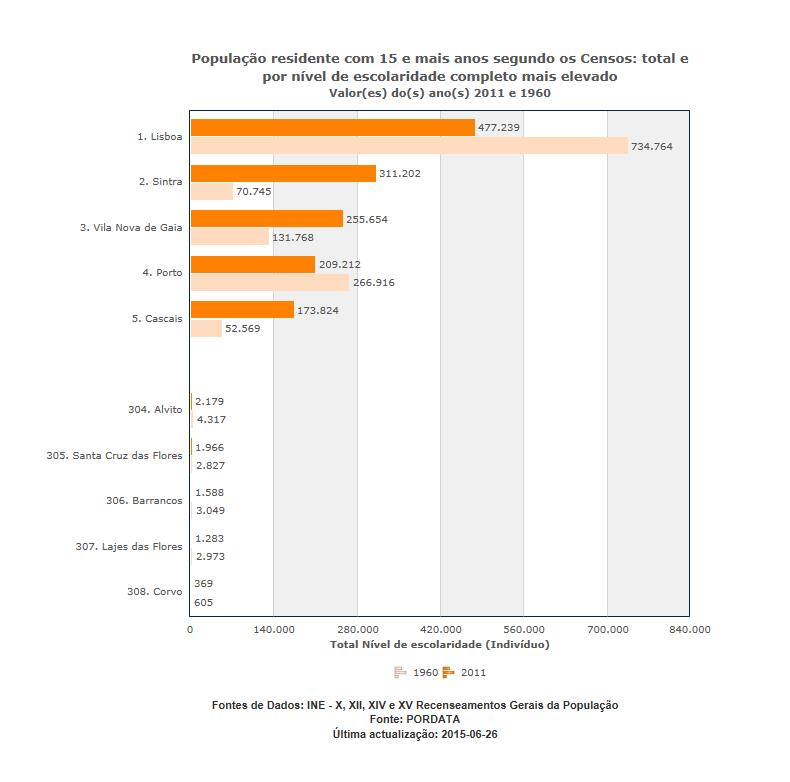 População residente com 15 e mais anos segundo os Censos: total e
por nível de escolaridade completo mais elevado
Valor(es) do(s) ano(s) 2011 e 1960
1. Lisboa
477.239
734.764
2. Sintra
311.202
70.745
3. Vila Nova de Gaia
255.654
131.768
4. Porto
209.212
266.916
5. Cascais
173.824
52.569
304. Alvito
2.179
4.317
305. Santa Cruz das Flores
1.966
2.827
306. Barrancos
1.588
3.049
307. Lajes das Flores
1.283
2.973
308. Corvo
369
605
0 140.000 280.000 420.000 560.000 700.000 840.000
Total Nível de escolaridade (Indivíduo)
1960 2011
Fontes de Dados: INE - X, XII, XIV e XV Recenseamentos Gerais da População
Fonte: PORDATA
Última actualização: 2015-06-26